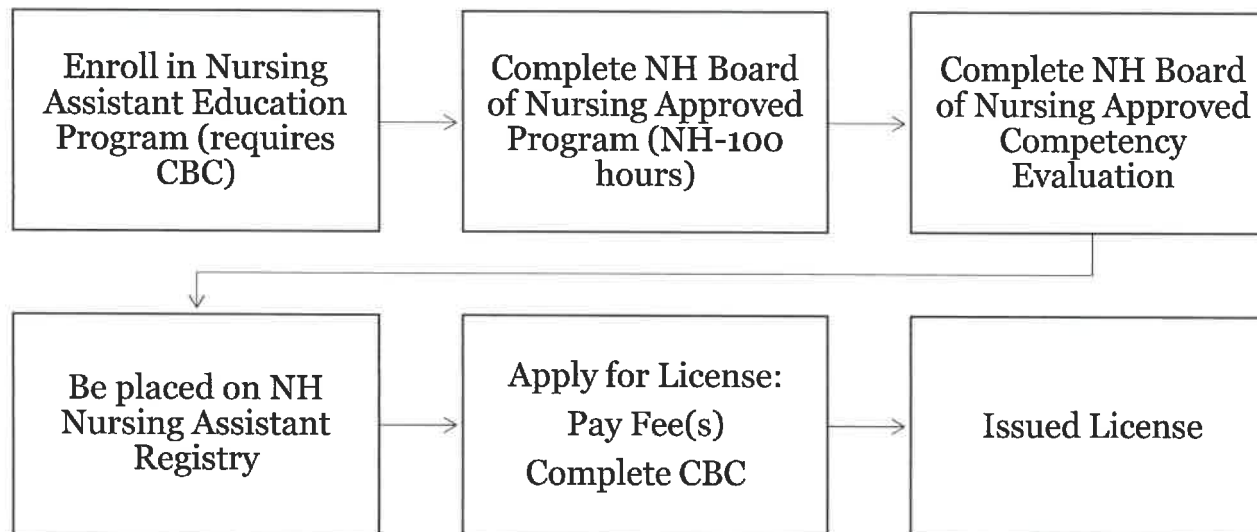 Enroll in Nursing
Assistant Education
Program (requires
CBC)
Complete NH Board
of Nursing Approved
Program (NH-100
hours)
Complete NH Board
of Nursing Approved
Competency
Evaluation
Be placed on NH
Nursing Assistant
Registry
Apply for License:
Pay Fee(s)
Complete CBC
Issued License